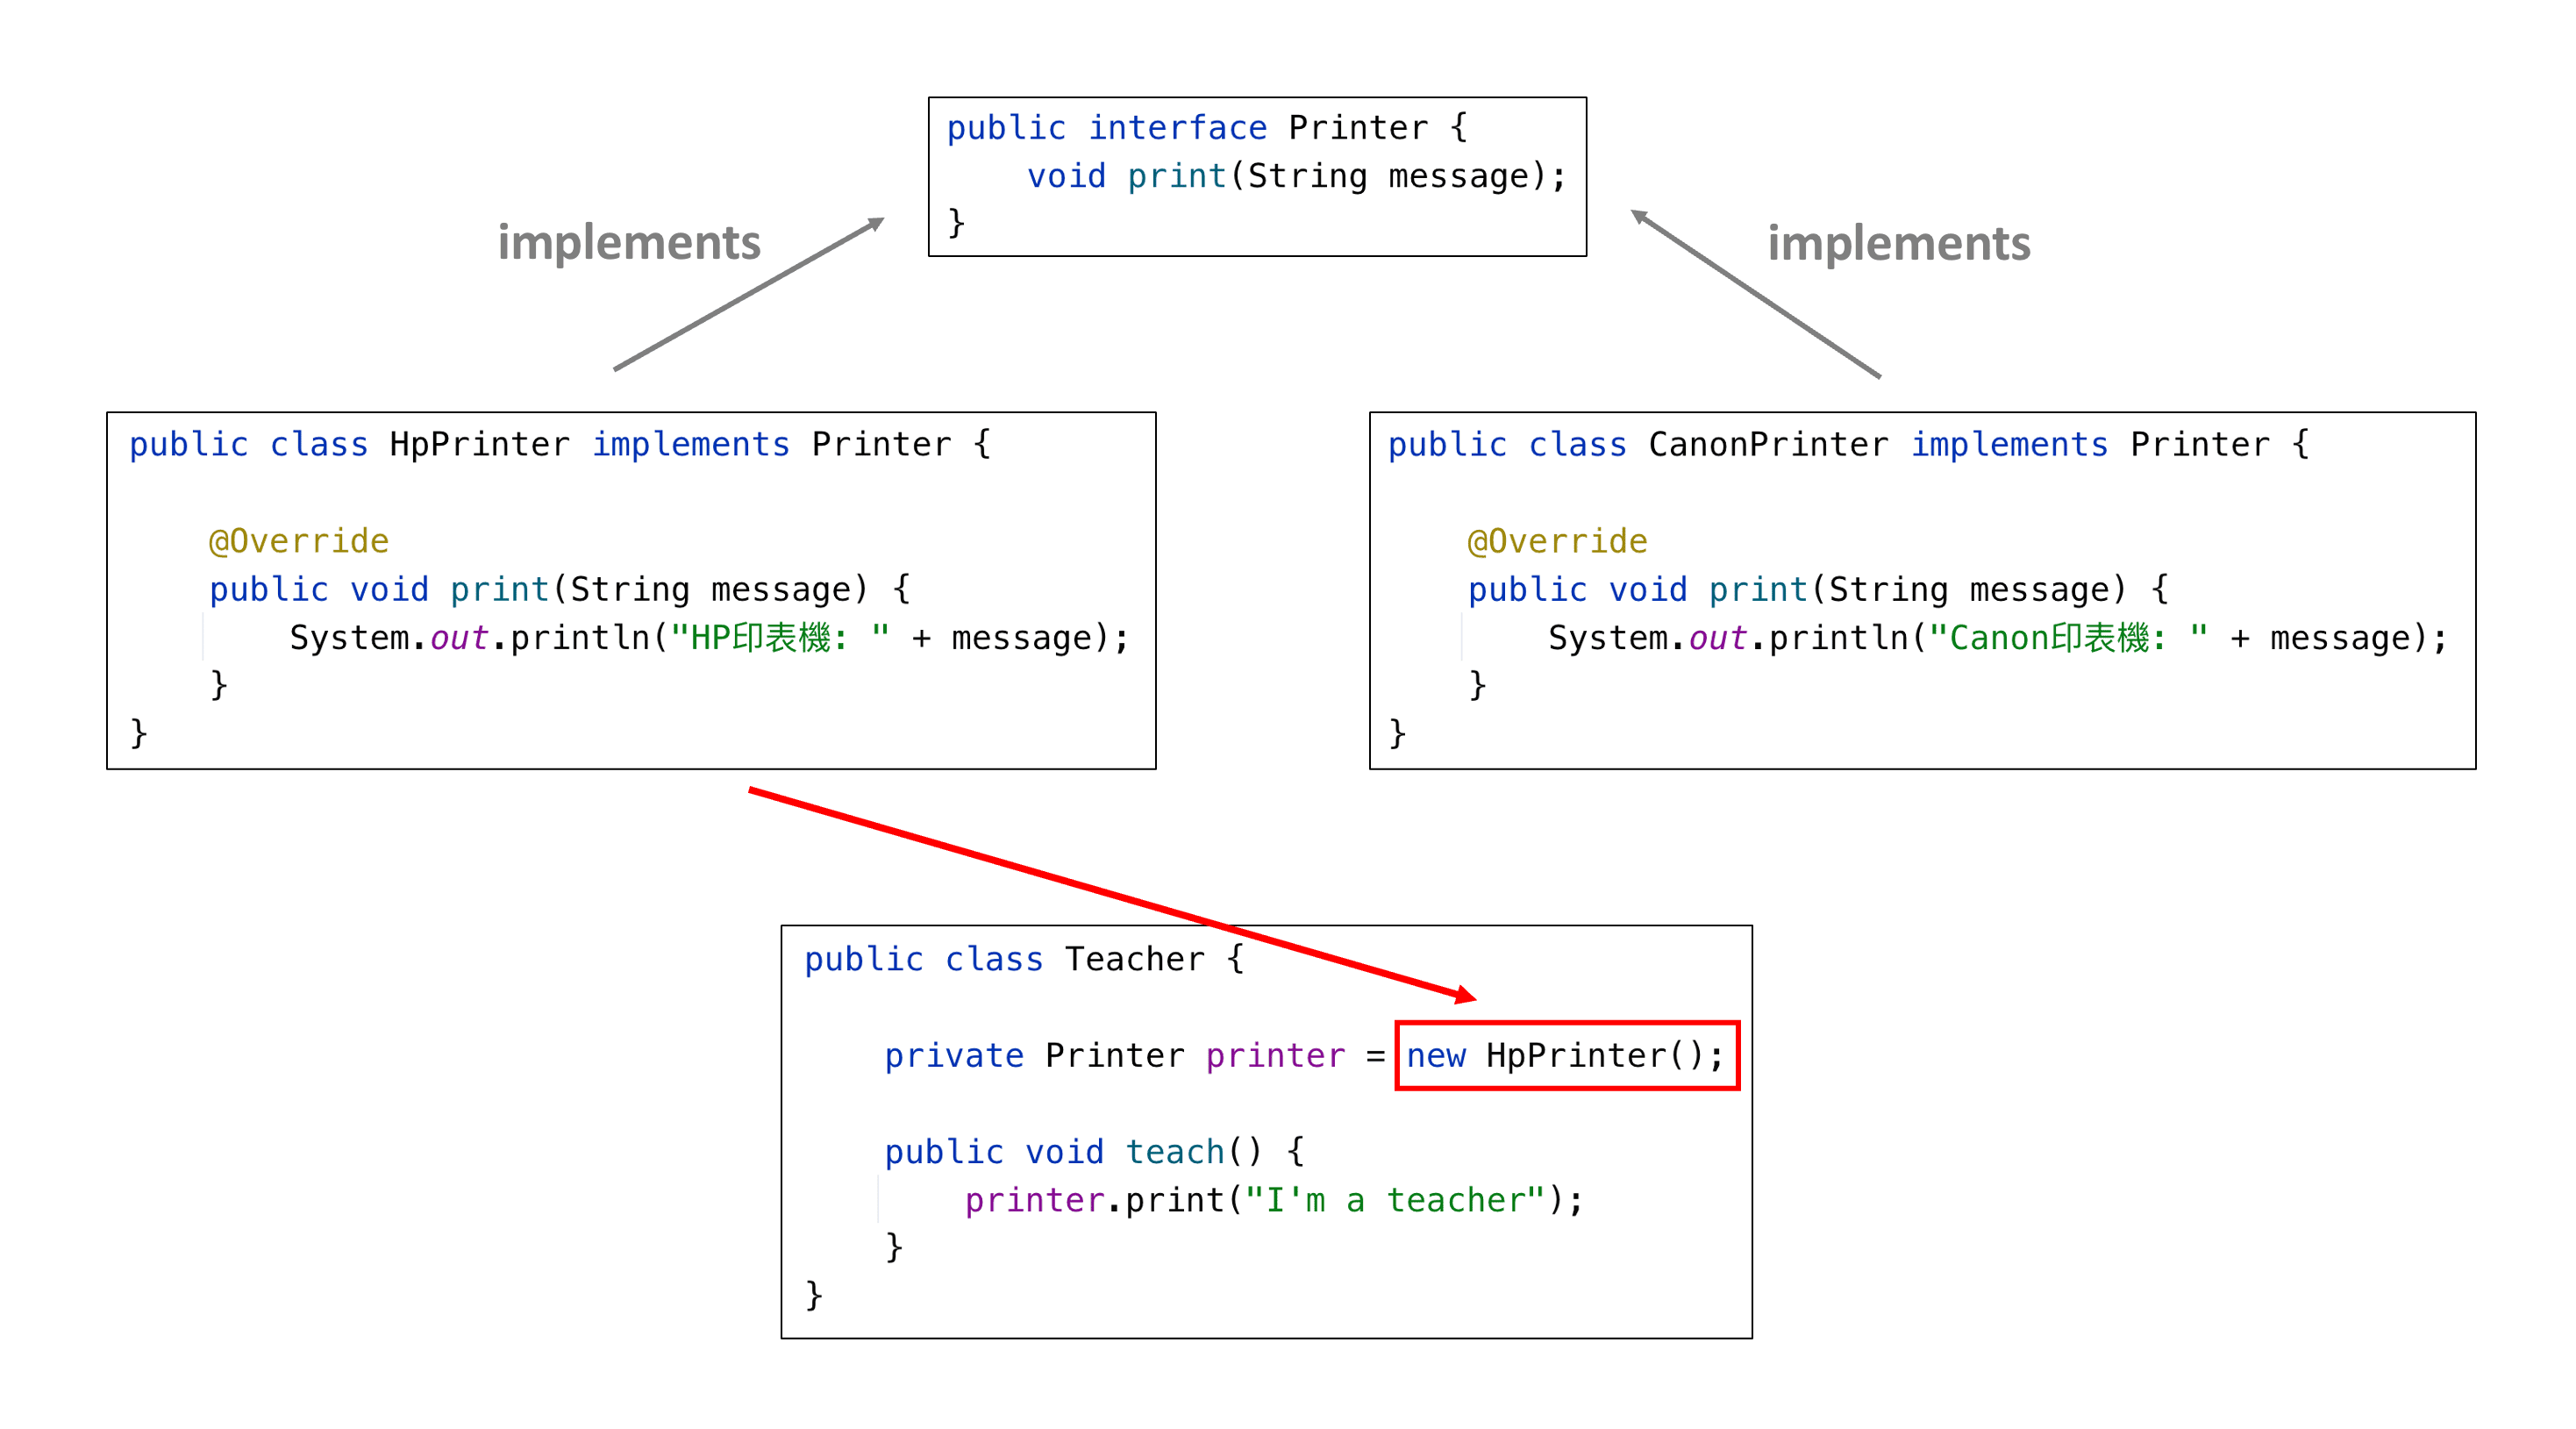 public interface Printer {
void print(String message);
}
implements
implements
public class HpPrinter implements Printer {
@Override
public void print(String message) {
System.out.println("HP印表機: " + message);
}
}
public class CanonPrinter implements Printer {
@Override
public void print(String message) {
System.out.println("Canon印表機: " + message);
}
}
public class Teacher {
private Printer printer = new HpPrinter();
public void teach() {
printer.print("I'm a teacher");
}
}